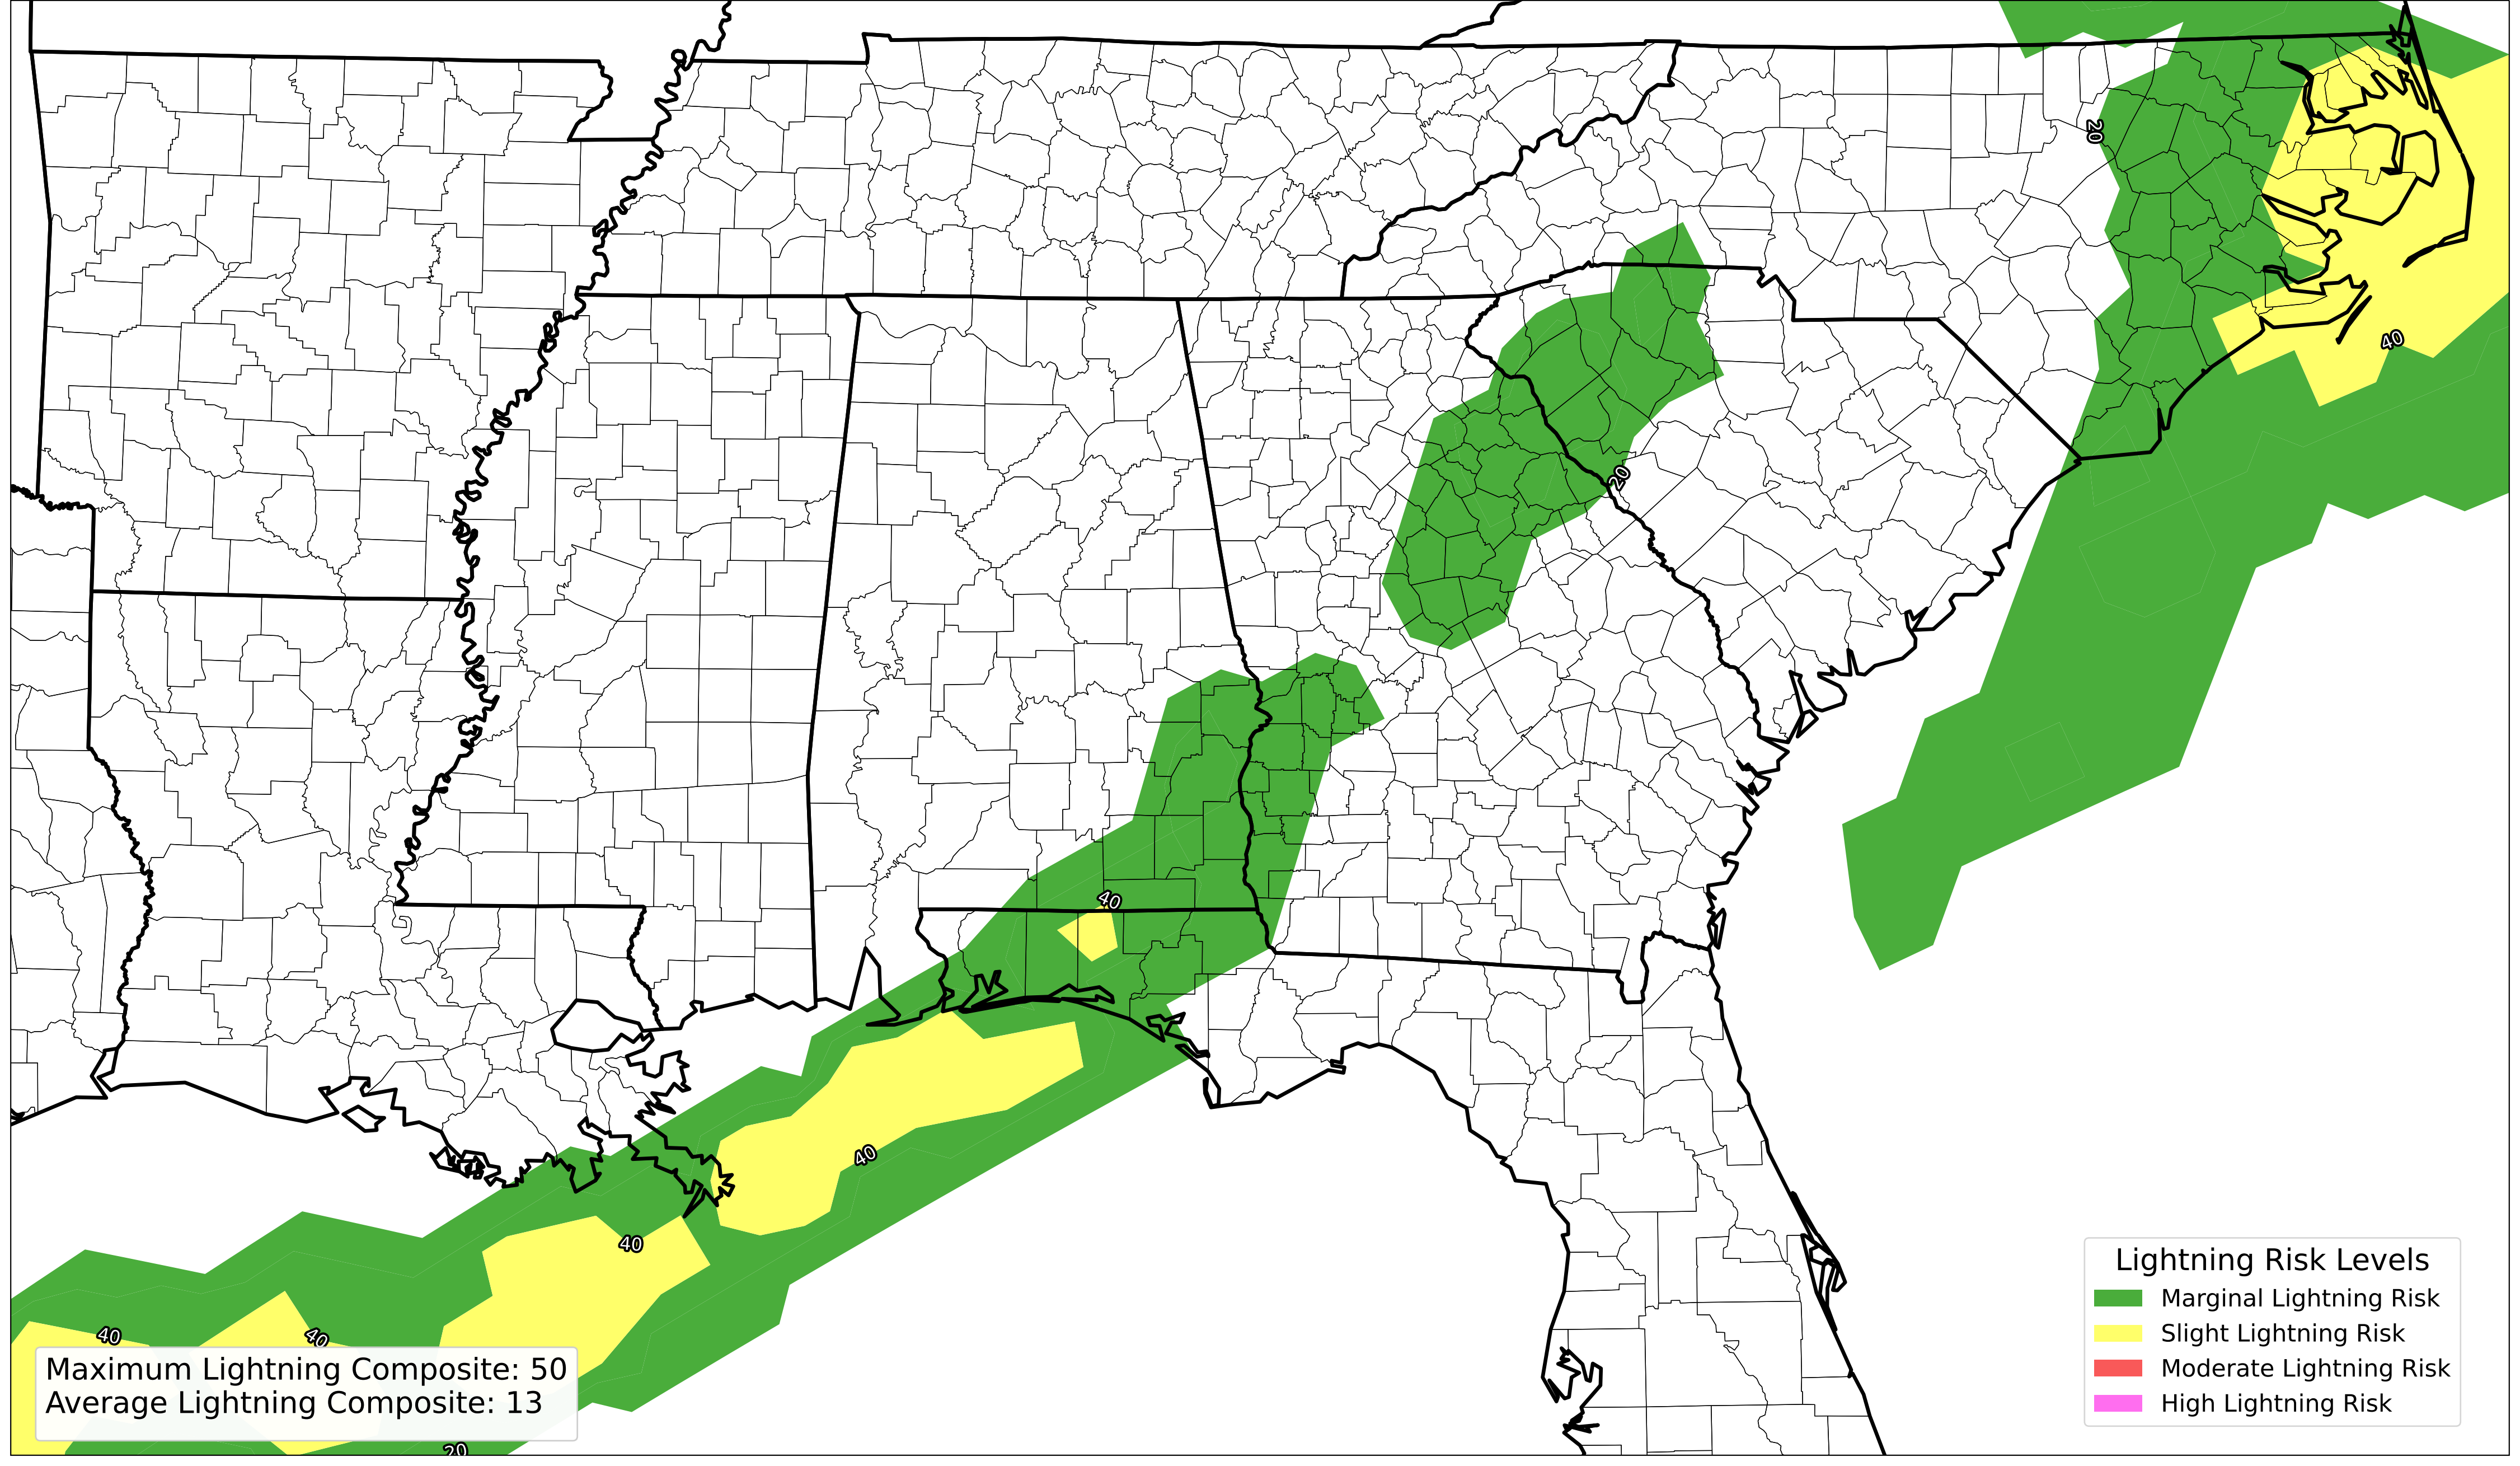 20
20
40
40
40
40
40
40
20
Maximum Lightning Composite: 50
Average Lightning Composite: 13
Lightning Risk Levels
Marginal Lightning Risk
Slight Lightning Risk
Moderate Lightning Risk
High Lightning Risk